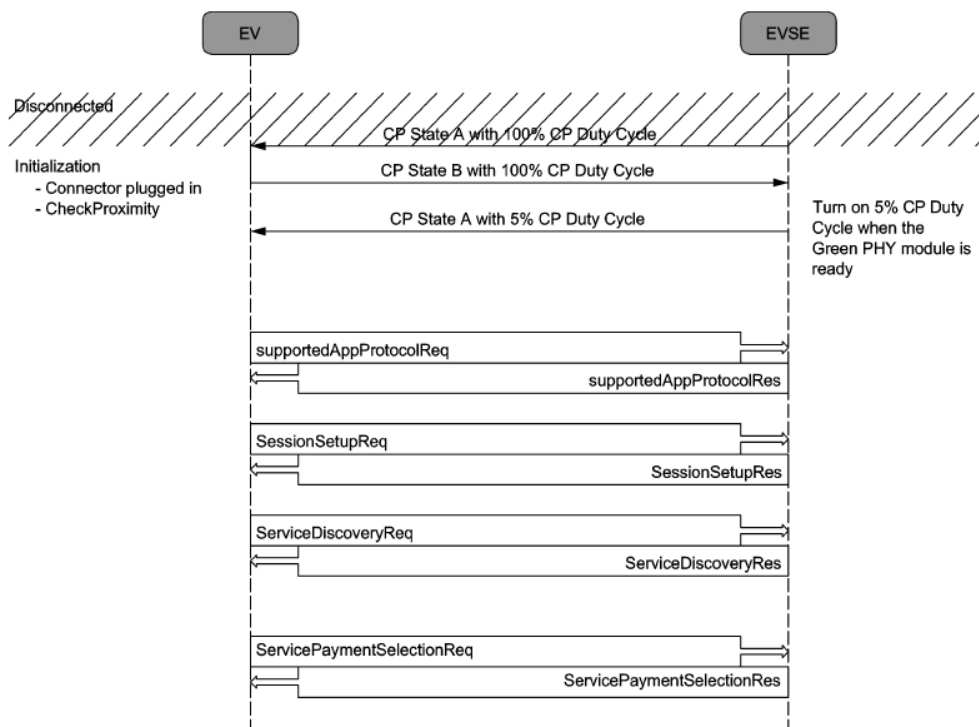 EV
EVSE
Disconnected
CP State A with 100% CP Duty Cycle
Initialization
- Connector plugged in
- CheckProximity
CP State B with 100% CP Duty Cycle
CP State A with 5% CP Duty Cycle
Turn on 5% CP Duty
Cycle when the
Green PHY module is
ready
supportedAppProtocolReq
supportedAppProtocolRes
SessionSetupReq
SessionSetupRes
ServiceDiscoveryReq
ServiceDiscoveryRes
ServicePaymentSelectionReq
ServicePaymentSelectionRes